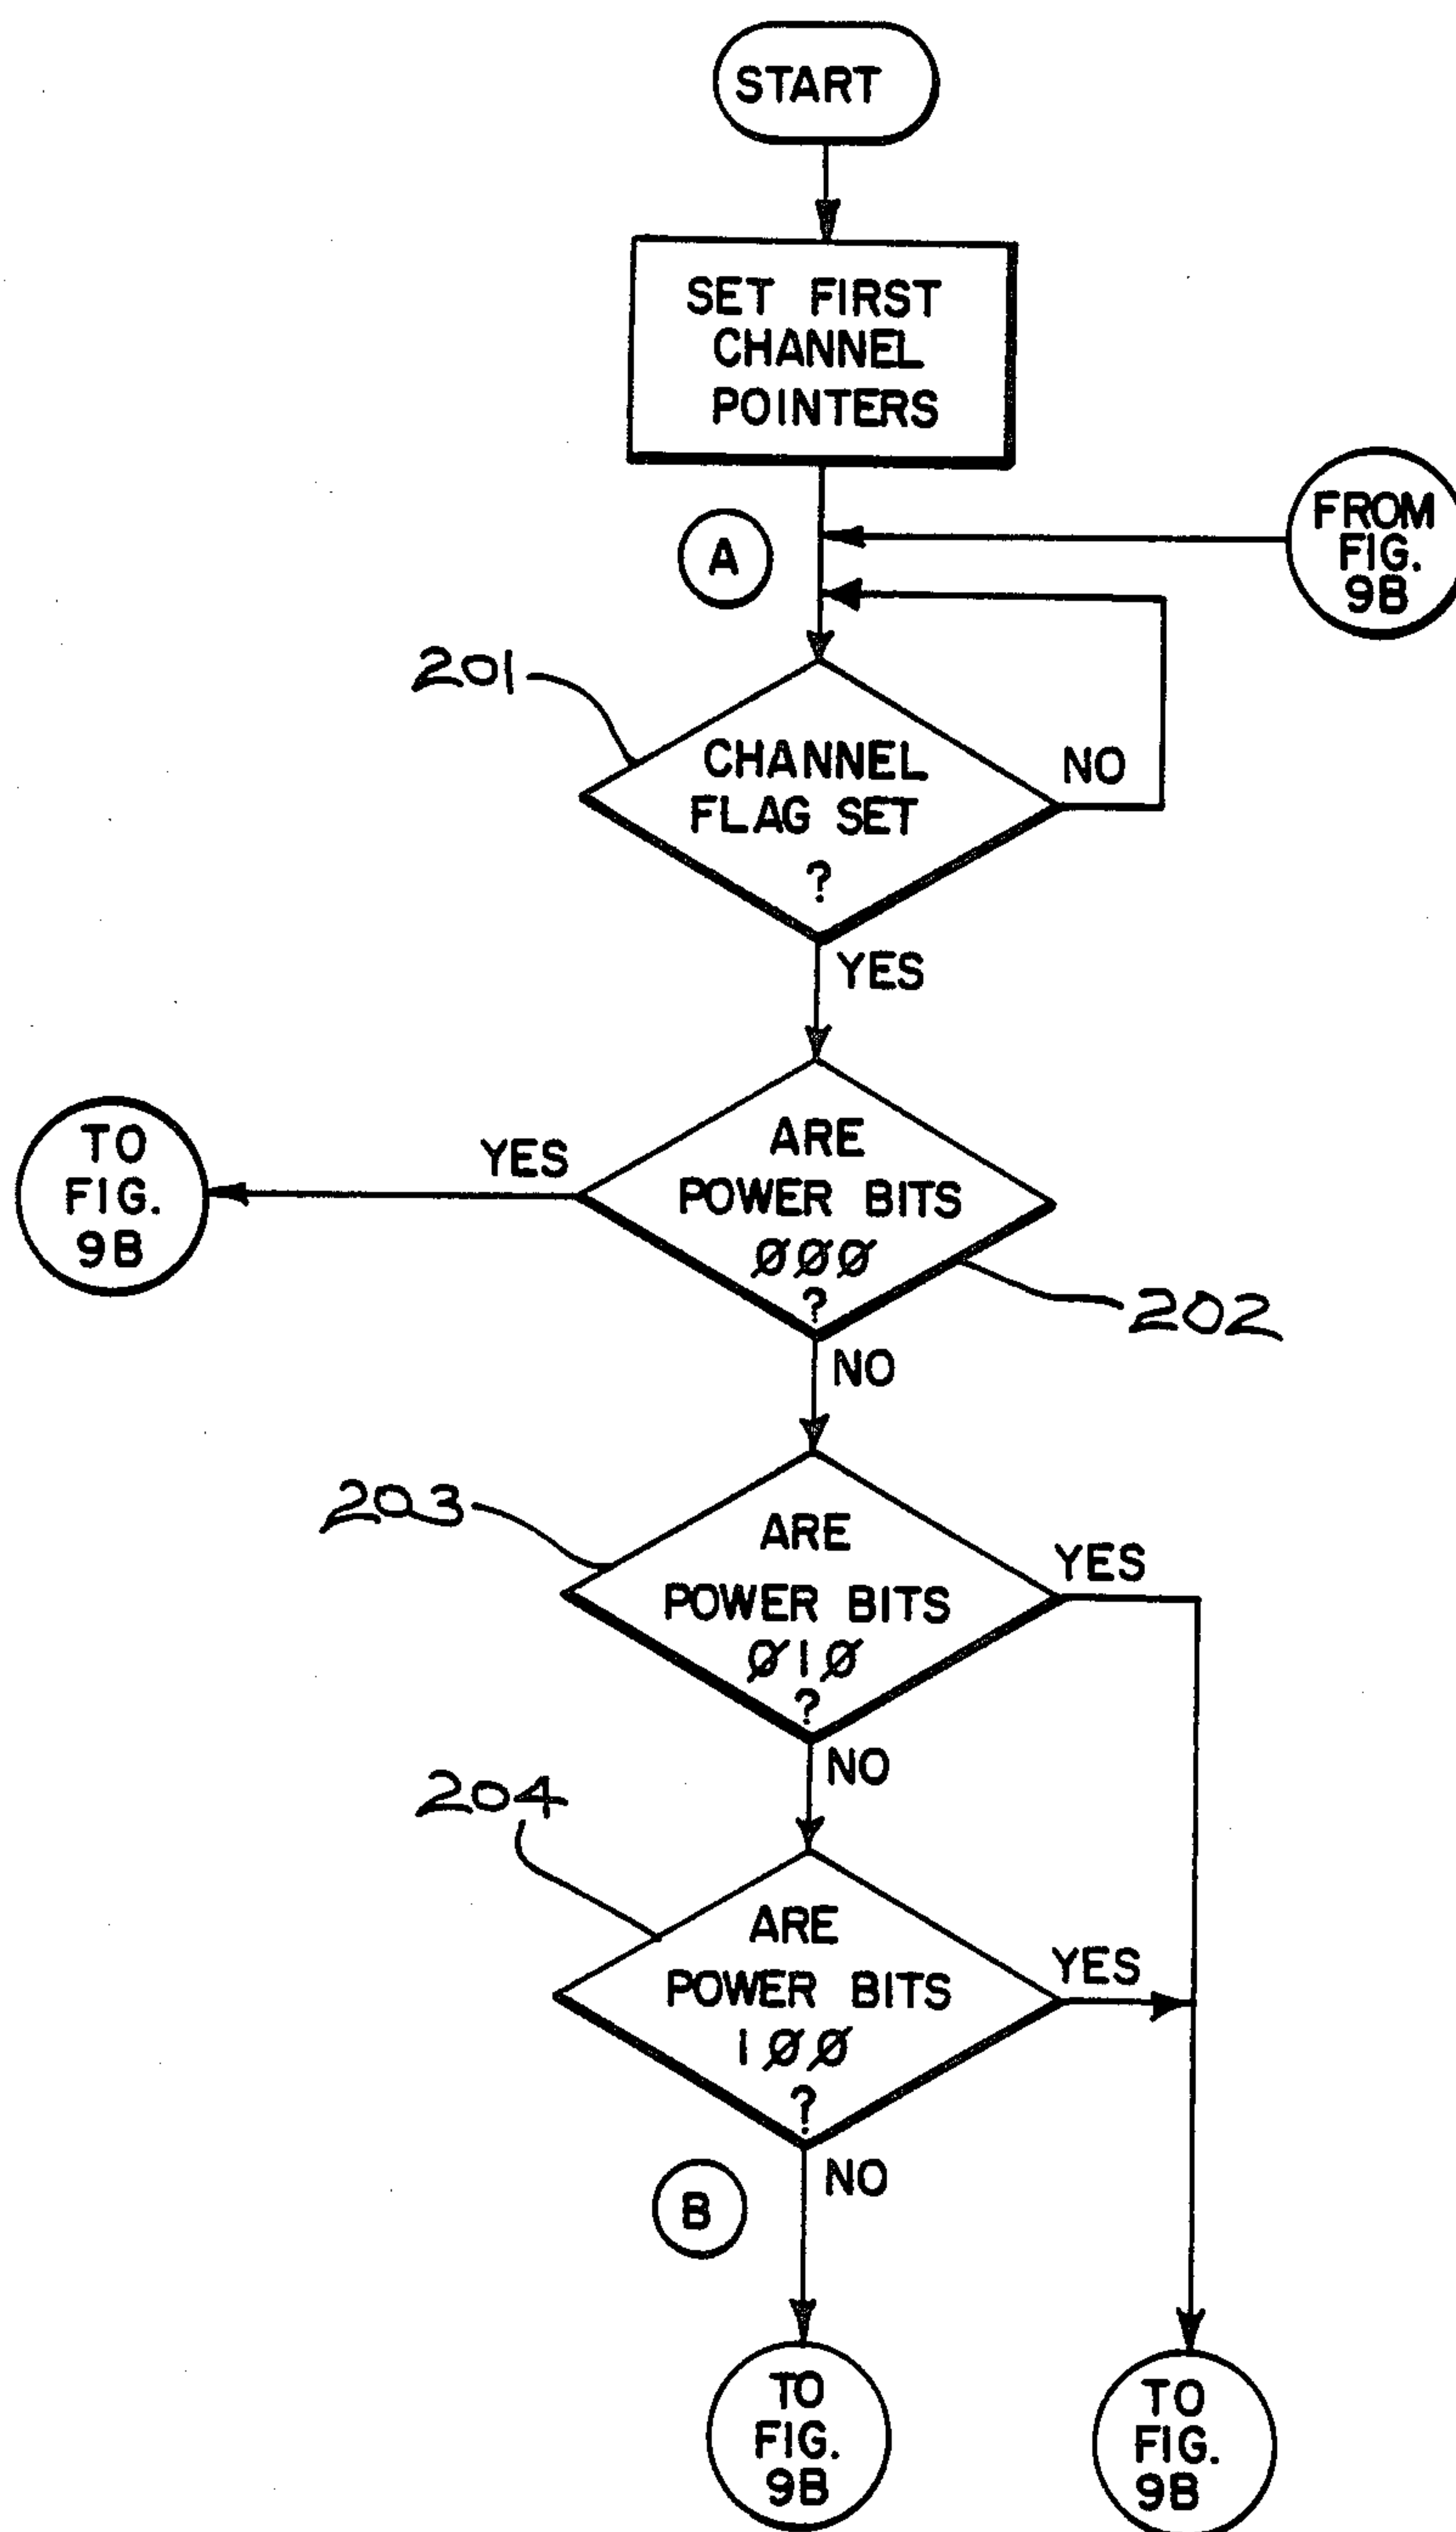 START
SET FIRST
CHANNEL
POINTERS
FROM
FIG.
9B
A
201
CHANNEL
FLAG SET
?
NO
YES
TO
FIG.
9B
YES
ARE
POWER BITS
ØØØ
?
202
NO
203
ARE
POWER BITS
Ø1Ø
?
YES
NO
204
ARE
POWER BITS
1ØØ
?
YES
NO
B
TO
FIG.
9B
TO
FIG.
9B